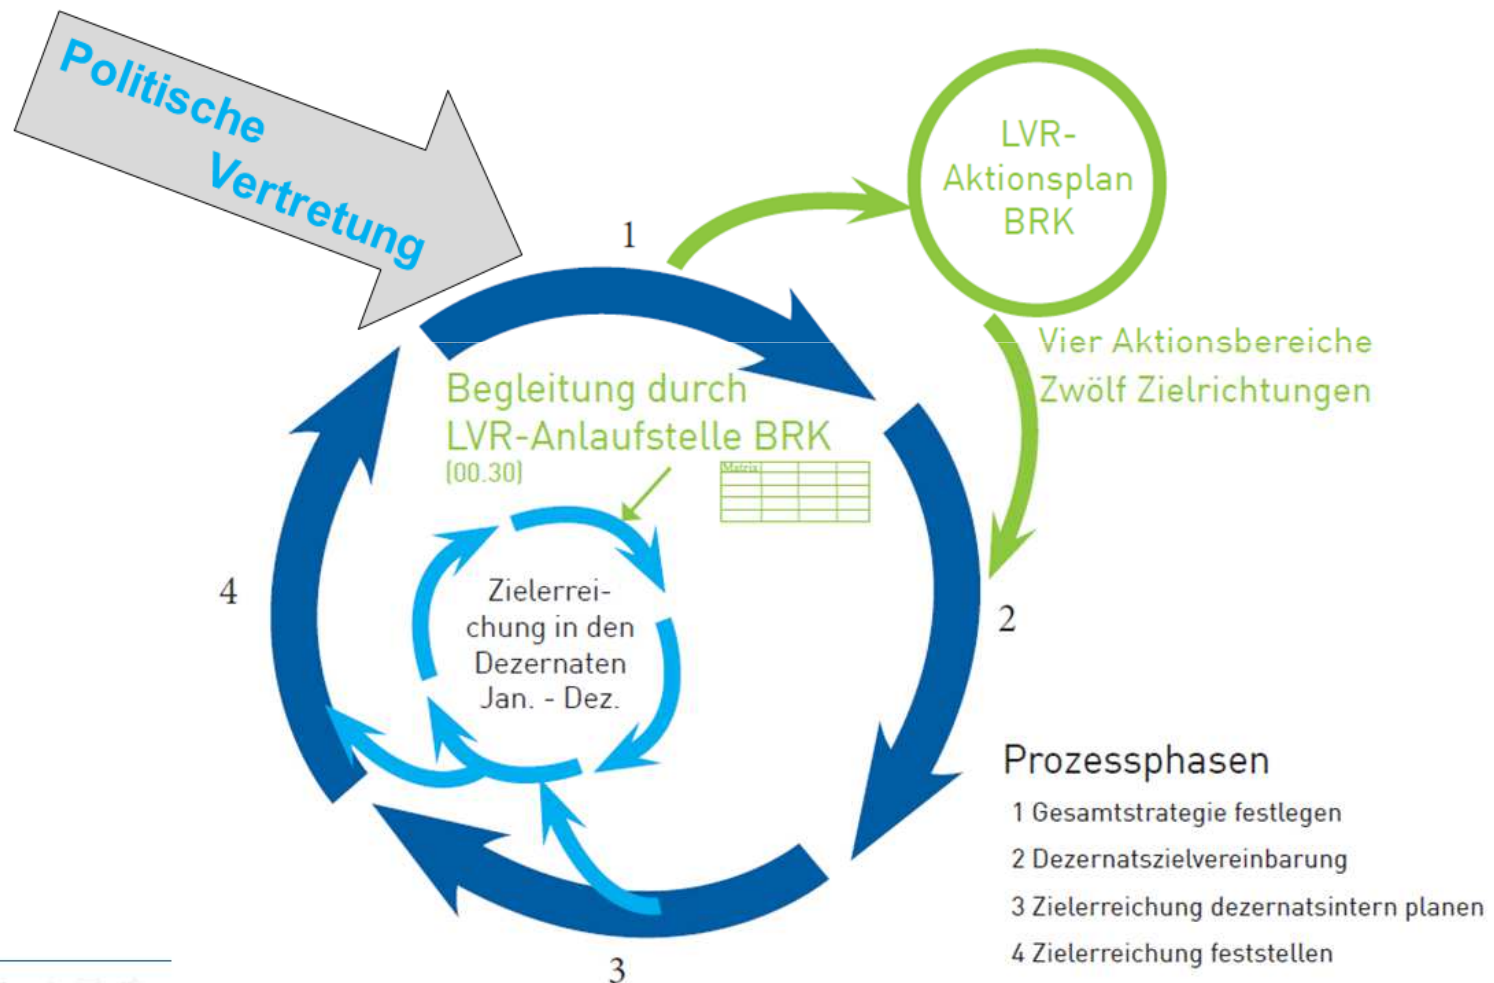 Politische
Vertretung
LVR-
Aktionsplan
BRK
1
Vier Aktionsbereiche
Zwölf Zielrichtungen
Begleitung durch
LVR-Anlaufstelle BRK
(00.30)
Matrix
4
Zielerrei-
chung in den
Dezernaten
Jan. - Dez.
2
Prozessphasen
1 Gesamtstrategie festlegen
2 Dezernatszielvereinbarung
3 Zielerreichung dezernatsintern planen
4 Zielerreichung feststellen
3